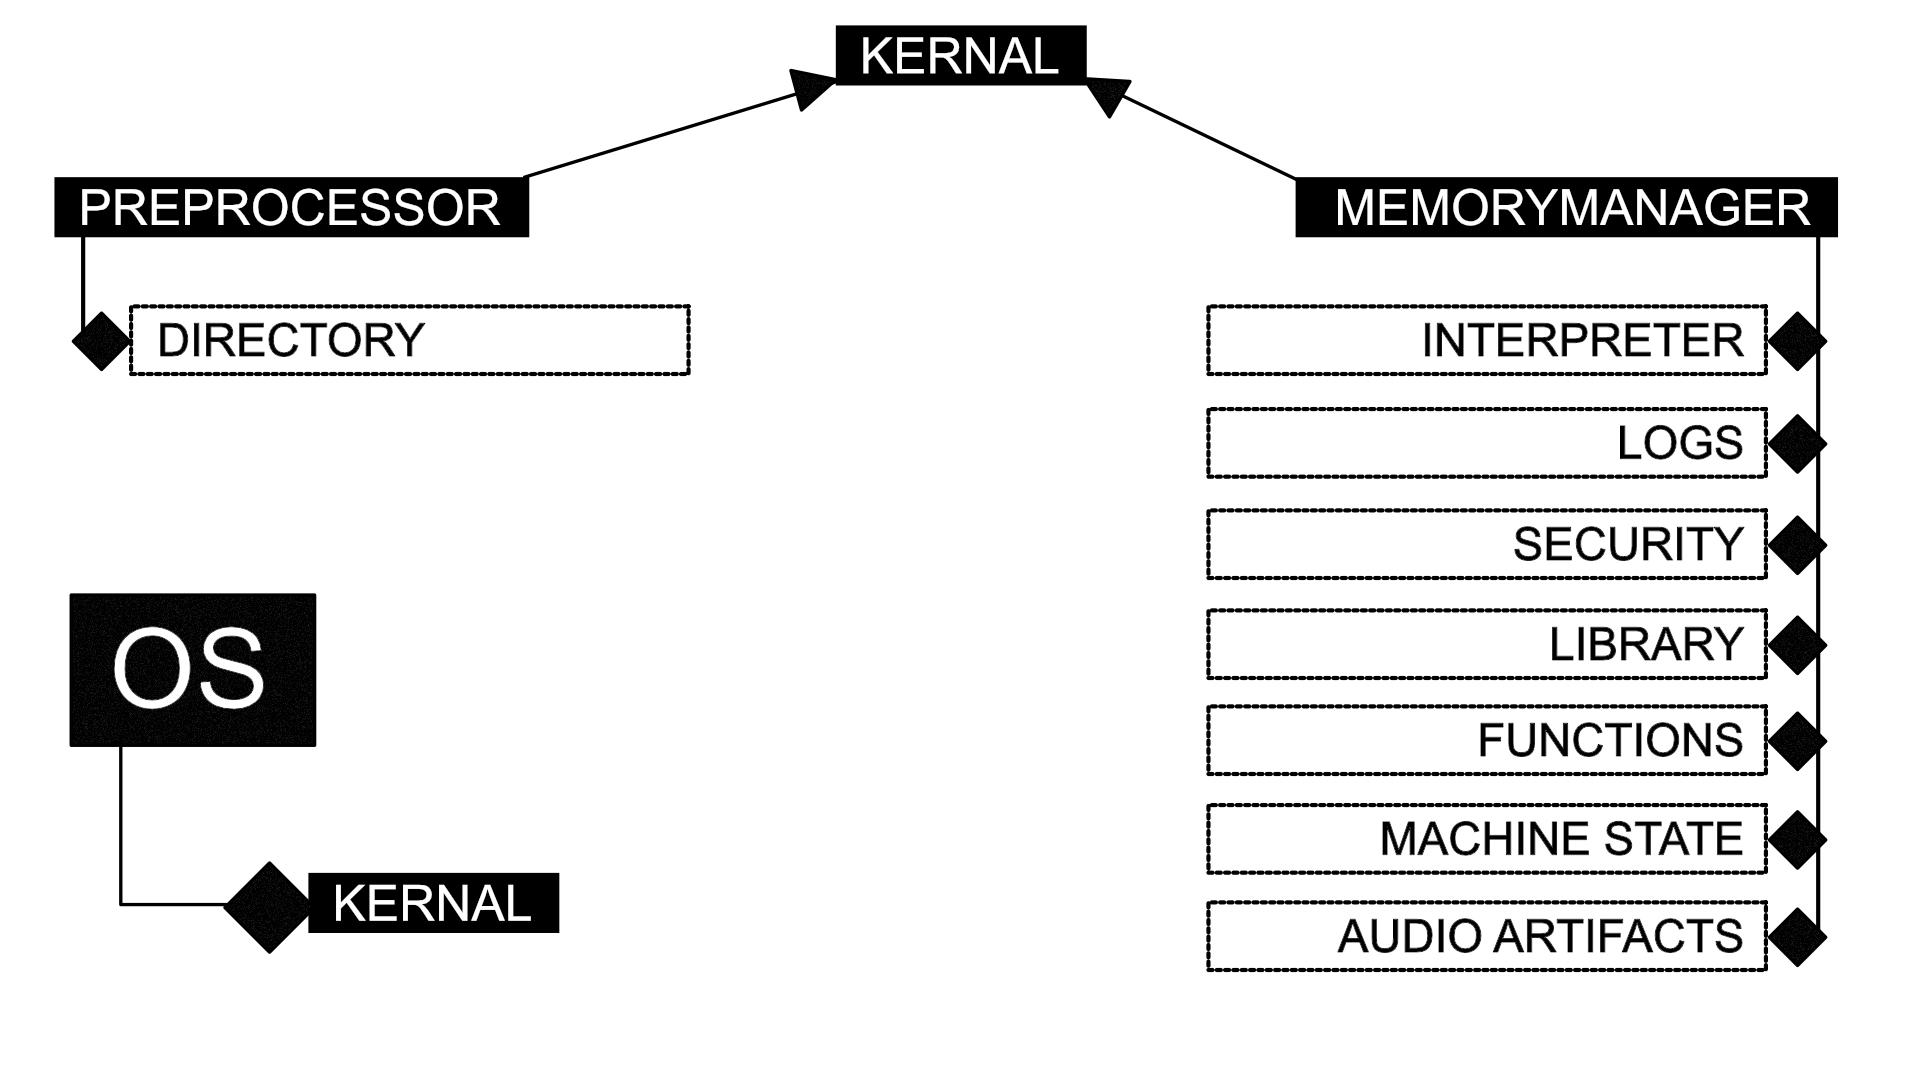 KERNAL
PREPROCESSOR
MEMORYMANAGER
DIRECTORY
INTERPRETER
LOGS
SECURITY
LIBRARY
FUNCTIONS
MACHINE STATE
AUDIO ARTIFACTS
OS
KERNAL